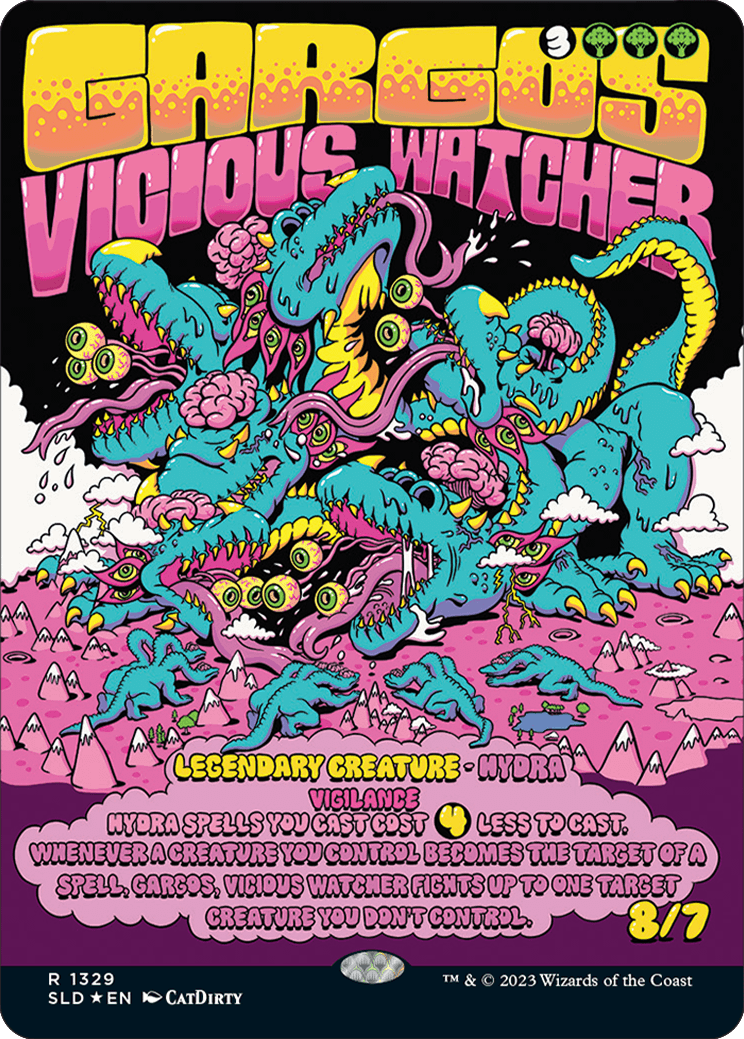 3
GARGOS
VICIOUS WATCHER
LEGENDARY CREATURE - HYDRA
VIGILANCE
HYDRA SPELLS YOU CAST COST 4 LESS TO CAST.
WHENEVER A CREATURE YOU CONTROL BECOMES THE TARGET OF A
SPELL, GARGOS, VICIOUS WATCHER FIGHTS UP TO ONE TARGET
CREATURE YOU DON'T CONTROL.
8/7
R 1329
SLD ★ EN CATDIRTY
™ & © 2023 Wizards of the Coast